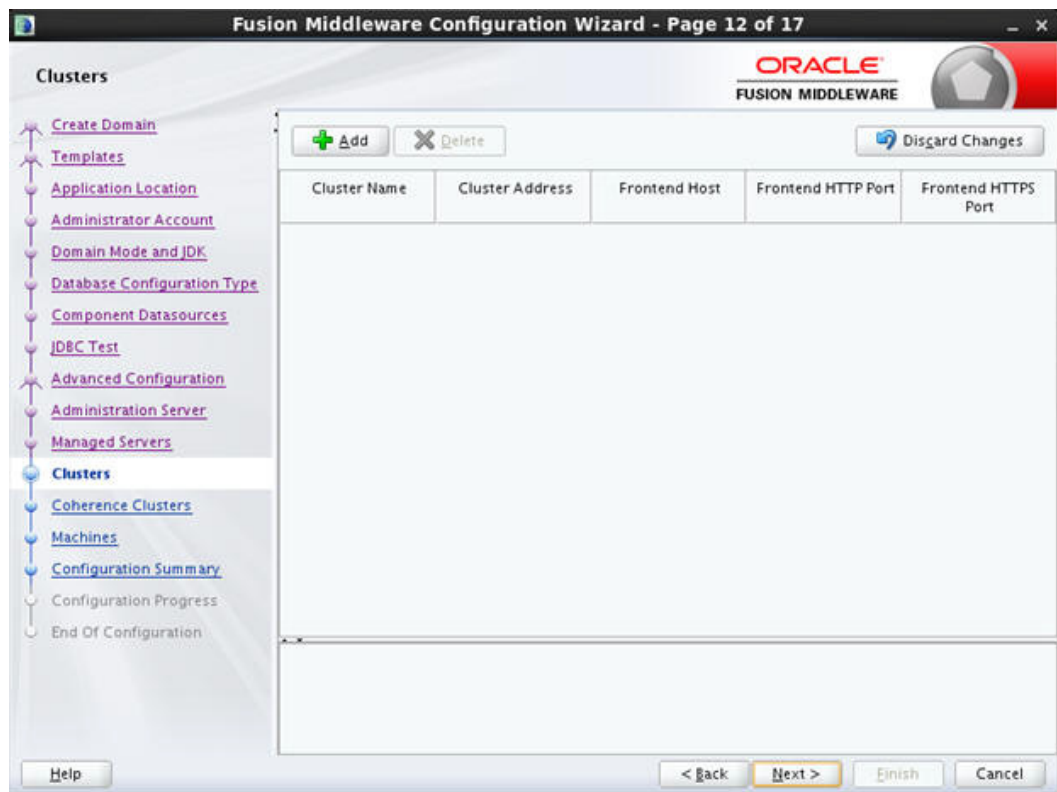 Fusion Middleware Configuration Wizard - Page 12 of 17
Clusters
ORACLE
FUSION MIDDLEWARE
Create Domain
Templates
Application Location
Administrator Account
Domain Mode and JDK
Database Configuration Type
Component Datasources
JDBC Test
Advanced Configuration
Administration Server
Managed Servers
Clusters
Coherence Clusters
Machines
Configuration Summary
Configuration Progress
End Of Configuration
Add Delete Discard Changes
Cluster Name Cluster Address Frontend Host Frontend HTTP Port Frontend HTTPS
Port
Help < Back Next > Finish Cancel